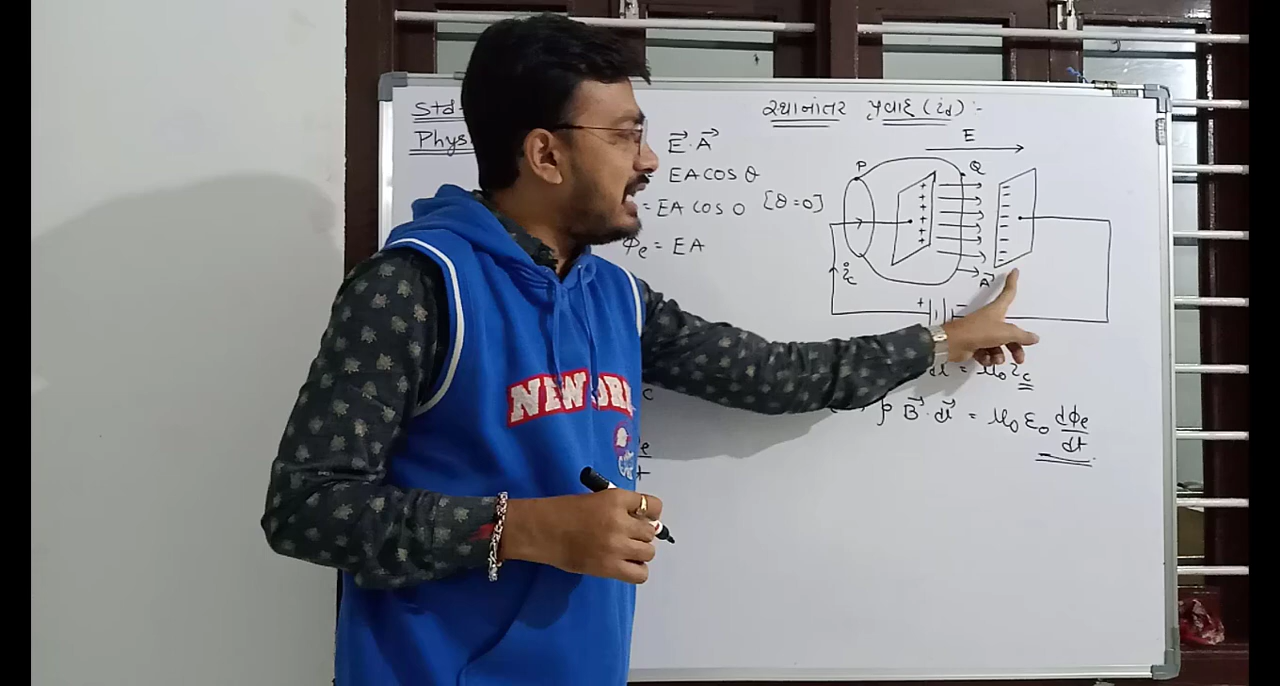 Std-
Phys
સ્થાનાંતર પ્રવાહ (id) :-
E⃗·A⃗
EA cos θ
= EA cos 0 [θ = 0]
Φe = EA
E
P
Q
ic
A⃗
+ -
dl = μ0 ic
∮ B⃗·dl⃗ = μ0 ε0 dΦe/dt
c
e
t
NEW YORK